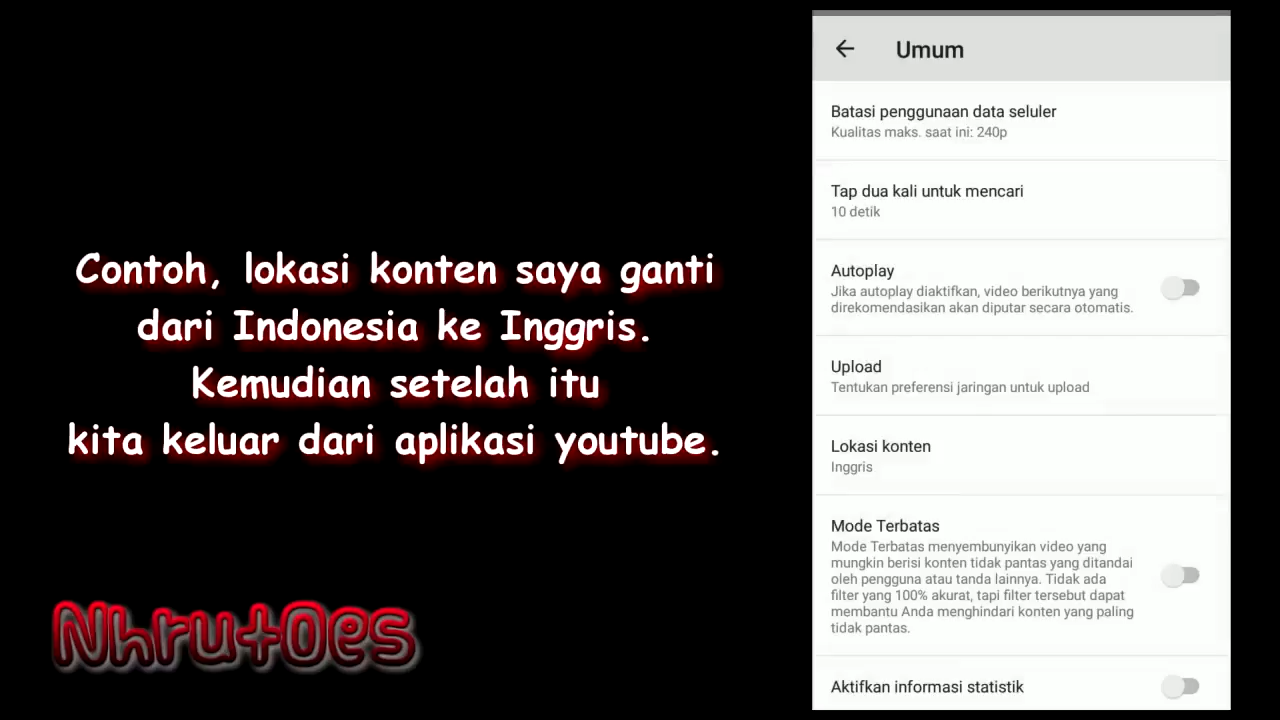 Contoh, lokasi konten saya ganti
dari Indonesia ke Inggris.
Kemudian setelah itu
kita keluar dari aplikasi youtube.
NhrutOes
Umum
Batasi penggunaan data seluler
Kualitas maks. saat ini: 240p
Tap dua kali untuk mencari
10 detik
Autoplay
Jika autoplay diaktifkan, video berikutnya yang
direkomendasikan akan diputar secara otomatis.
Upload
Tentukan preferensi jaringan untuk upload
Lokasi konten
Inggris
Mode Terbatas
Mode Terbatas menyembunyikan video yang
mungkin berisi konten tidak pantas yang ditandai
oleh pengguna atau tanda lainnya. Tidak ada
filter yang 100% akurat, tapi filter tersebut dapat
membantu Anda menghindari konten yang paling
tidak pantas.
Aktifkan informasi statistik